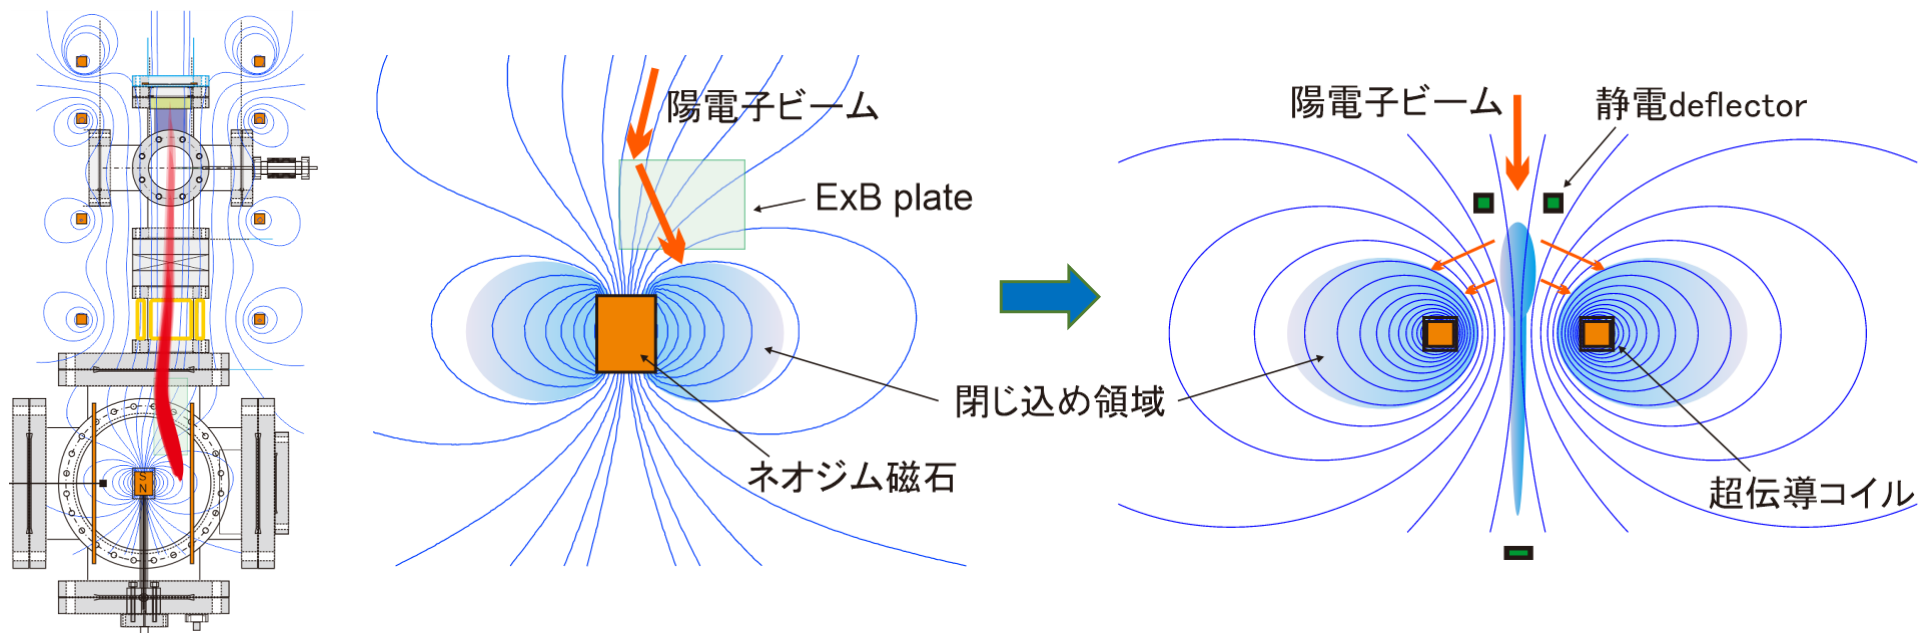 陽電子ビーム
ExB plate
閉じ込め領域
ネオジム磁石
S
N
陽電子ビーム
静電deflector
超伝導コイル